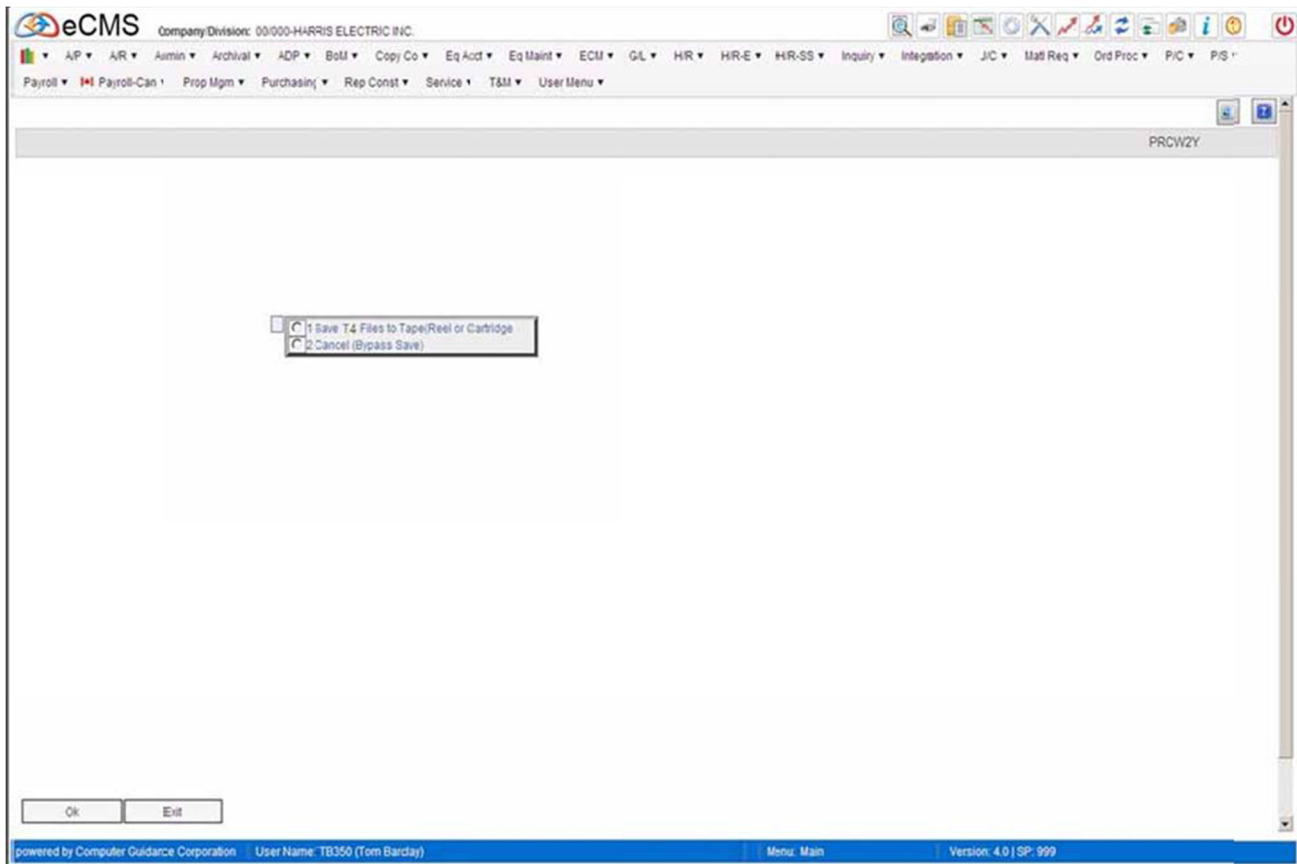 eCMS Company/Division: 00/000-HARRIS ELECTRIC INC.
A/P A/R Admin Archival ADP BoM Copy Co Eq Acct Eq Maint ECM G/L H/R H/R-E H/R-SS Inquiry Integration J/C Matl Req Ord Proc P/C P/S
Payroll Payroll-Can Prop Mgm Purchasing Rep Const Service T&M User Menu
PRCW2Y
1 Save T4 Files to Tape(Reel or Cartridge
2 Cancel (Bypass Save)
Ok Exit
powered by Computer Guidance Corporation User Name: TB350 (Tom Barclay) Menu: Main Version: 4.0 | SP: 999